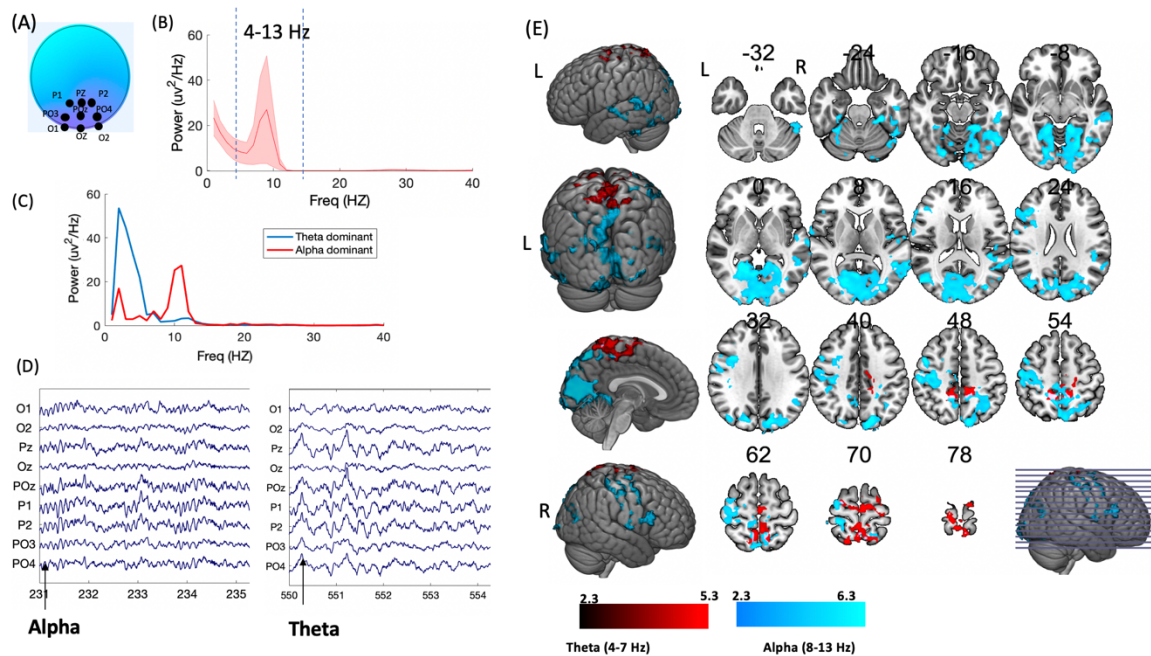 (A)
P1 PZ P2
PO3 POz PO4
O1 OZ O2
(B)
4-13 Hz
Power (uv2/Hz)
60
40
20
0
0 10 20 30 40
Freq (HZ)
(C)
Power (uv2/Hz)
60
40
20
0
Theta dominant
Alpha dominant
0 10 20 30 40
Freq (HZ)
(D)
O1
O2
Pz
Oz
POz
P1
P2
PO3
PO4
231 232 233 234 235
Alpha
O1
O2
Pz
Oz
POz
P1
P2
PO3
PO4
550 551 552 553 554
Theta
(E)
L
L R
-32 -24 -16 -8
L
0 8 16 24
32 40 48 54
R
62 70 78
2.3 5.3
Theta (4-7 Hz)
2.3 6.3
Alpha (8-13 Hz)